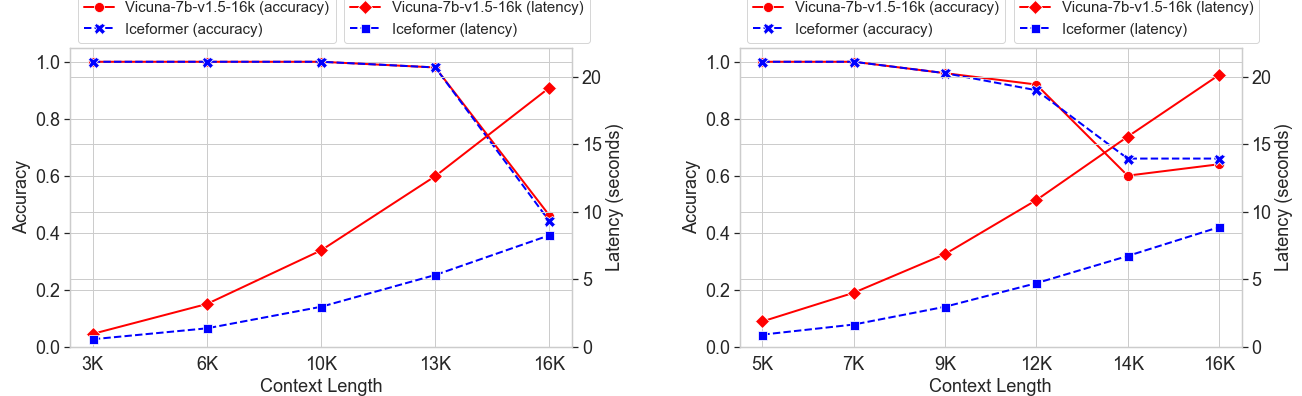 Vicuna-7b-v1.5-16k (accuracy)
Iceformer (accuracy)
Vicuna-7b-v1.5-16k (latency)
Iceformer (latency)
1.0
0.8
0.6
0.4
0.2
0.0
Accuracy
20
15
10
5
0
Latency (seconds)
3K 6K 10K 13K 16K
Context Length
Vicuna-7b-v1.5-16k (accuracy)
Iceformer (accuracy)
Vicuna-7b-v1.5-16k (latency)
Iceformer (latency)
1.0
0.8
0.6
0.4
0.2
0.0
Accuracy
20
15
10
5
0
Latency (seconds)
5K 7K 9K 12K 14K 16K
Context Length